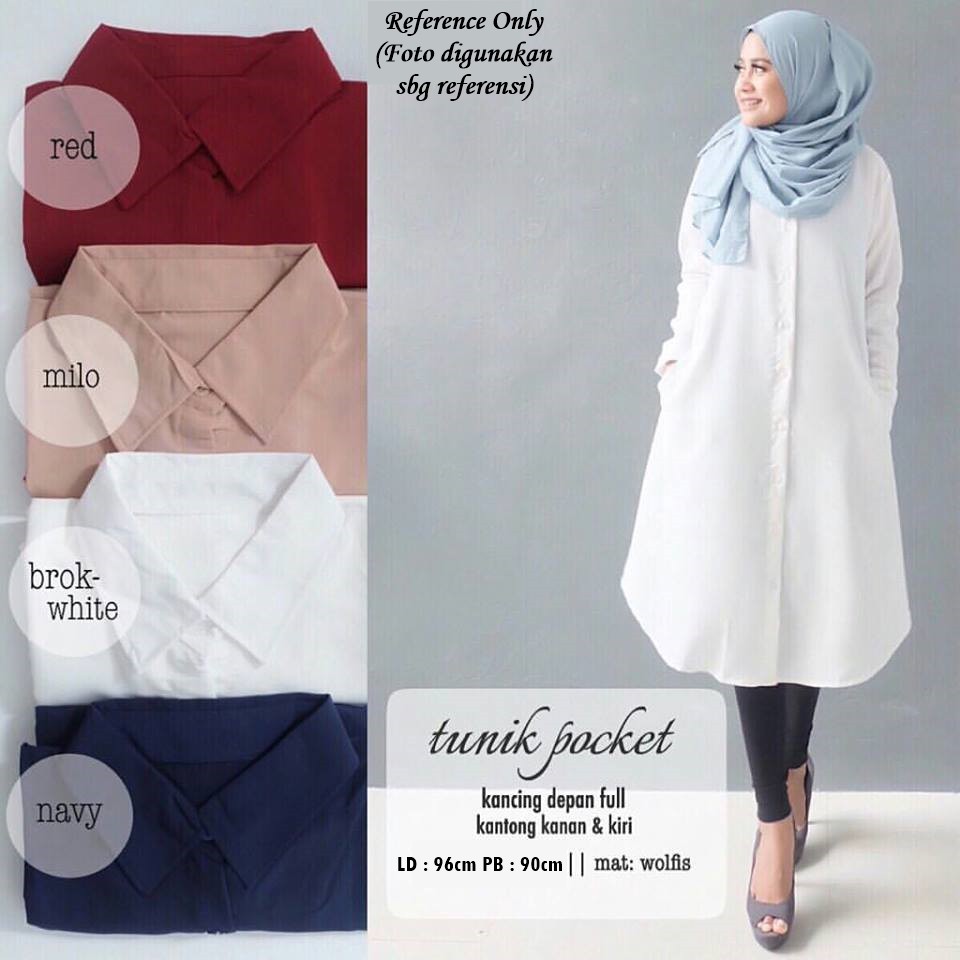 Reference Only
(Foto digunakan
sbg referensi)
red
milo
brok-
white
navy
tunik pocket
kancing depan full
kantong kanan & kiri
LD : 96cm PB : 90cm || mat: wolfis